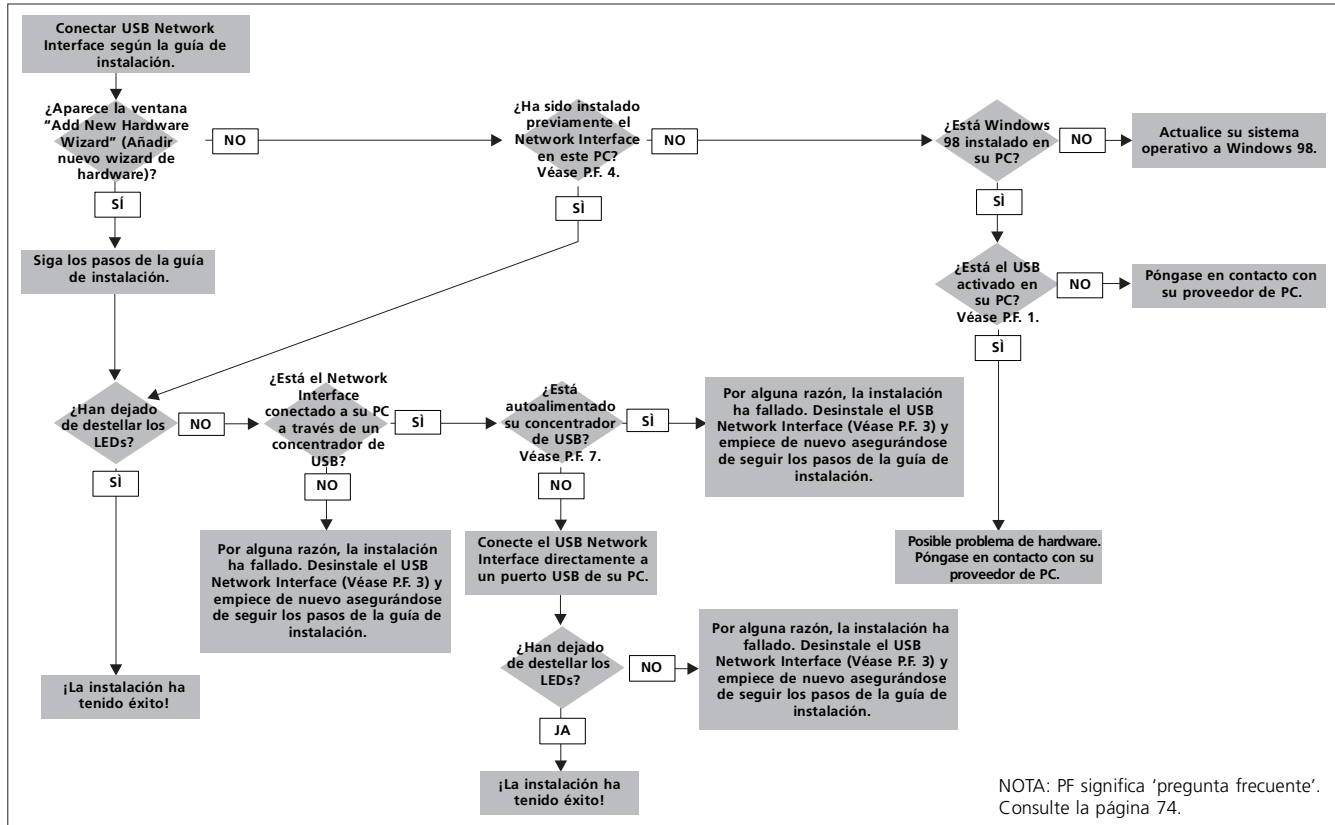 Conectar USB Network
Interface según la guía de
instalación.
¿Aparece la ventana
"Add New Hardware
Wizard" (Añadir
nuevo wizard de
hardware)?
NO
¿Ha sido instalado
previamente el
Network Interface
en este PC?
Véase P.F. 4.
NO
¿Está Windows
98 instalado en
su PC?
NO
Actualice su sistema
operativo a Windows 98.
SÍ
SÌ
SÌ
Siga los pasos de la guía
de instalación.
¿Está el USB
activado en
su PC?
Véase P.F. 1.
NO
Póngase en contacto con
su proveedor de PC.
SÌ
¿Han dejado
de destellar los
LEDs?
NO
¿Está el Network
Interface
conectado a su PC
a través de un
concentrador de
USB?
SÌ
¿Está
autoalimentado
su concentrador
de USB?
Véase P.F. 7.
SÌ
Por alguna razón, la instalación
ha fallado. Desinstale el USB
Network Interface (Véase P.F. 3) y
empiece de nuevo asegurándose
de seguir los pasos de la guía de
instalación.
SÌ
NO
NO
Por alguna razón, la instalación
ha fallado. Desinstale el USB
Network Interface (Véase P.F. 3) y
empiece de nuevo asegurándose
de seguir los pasos de la guía de
instalación.
Conecte el USB Network
Interface directamente a
un puerto USB de su PC.
Posible problema de hardware.
Póngase en contacto con su
proveedor de PC.
¿Han dejado
de destellar los
LEDs?
NO
Por alguna razón, la instalación ha
fallado. Desinstale el USB
Network Interface (Véase P.F. 3) y
empiece de nuevo asegurándose
de seguir los pasos de la guía de
instalación.
¡La instalación ha
tenido éxito!
JA
¡La instalación ha
tenido éxito!
NOTA: PF significa 'pregunta frecuente'.
Consulte la página 74.